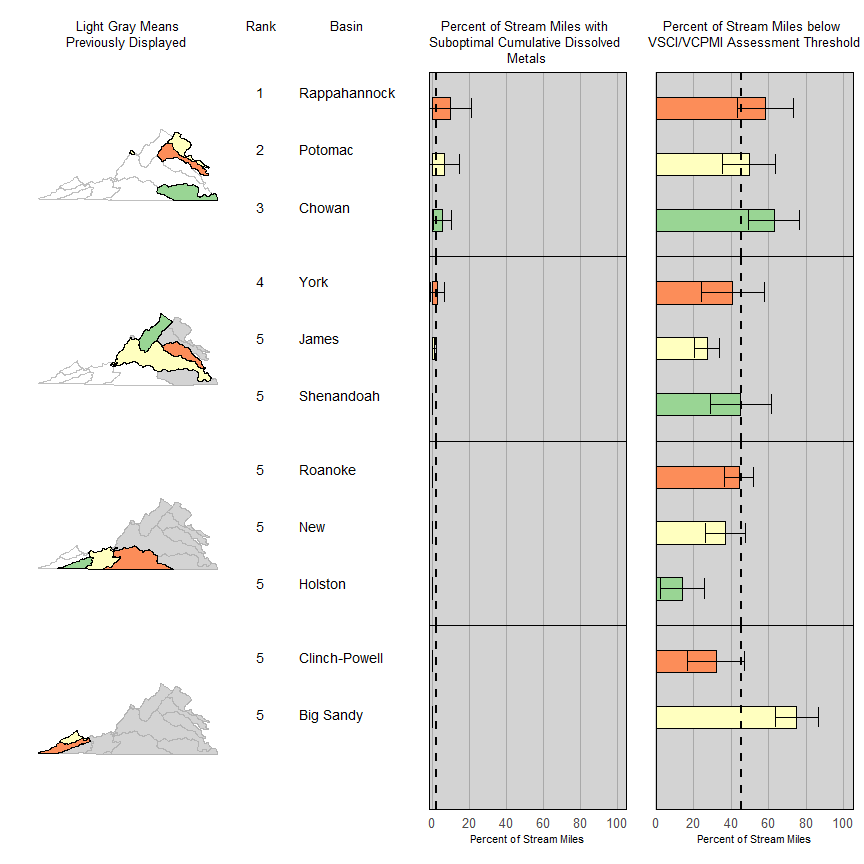 Light Gray Means
Previously Displayed
Rank
Basin
Percent of Stream Miles with
Suboptimal Cumulative Dissolved
Metals
Percent of Stream Miles below
VSCI/VCPMI Assessment Threshold
1 Rappahannock
2 Potomac
3 Chowan
4 York
5 James
5 Shenandoah
5 Roanoke
5 New
5 Holston
5 Clinch-Powell
5 Big Sandy
0 20 40 60 80 100
Percent of Stream Miles
0 20 40 60 80 100
Percent of Stream Miles